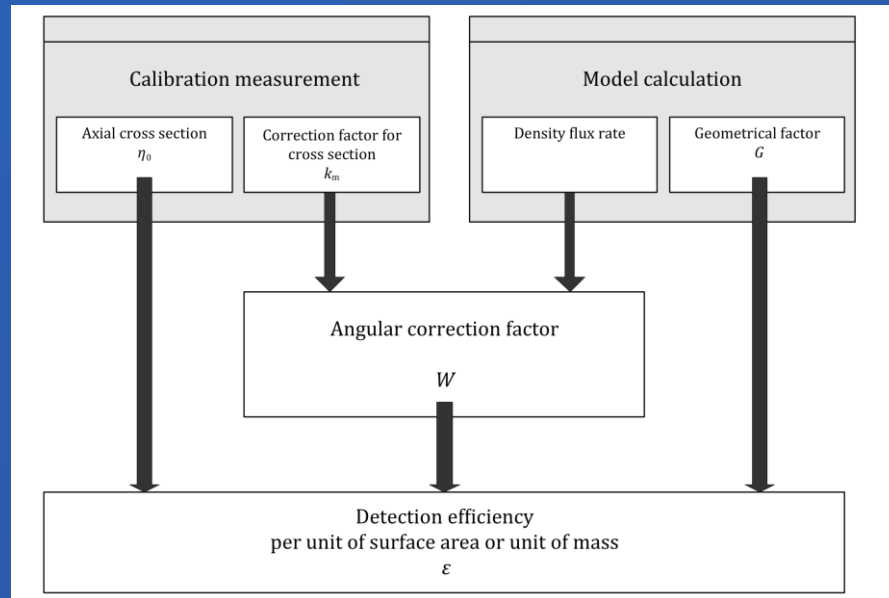 Calibration measurement
Axial cross section
η₀
Correction factor for
cross section
kₘ
Model calculation
Density flux rate
Geometrical factor
G
Angular correction factor
W
Detection efficiency
per unit of surface area or unit of mass
ε